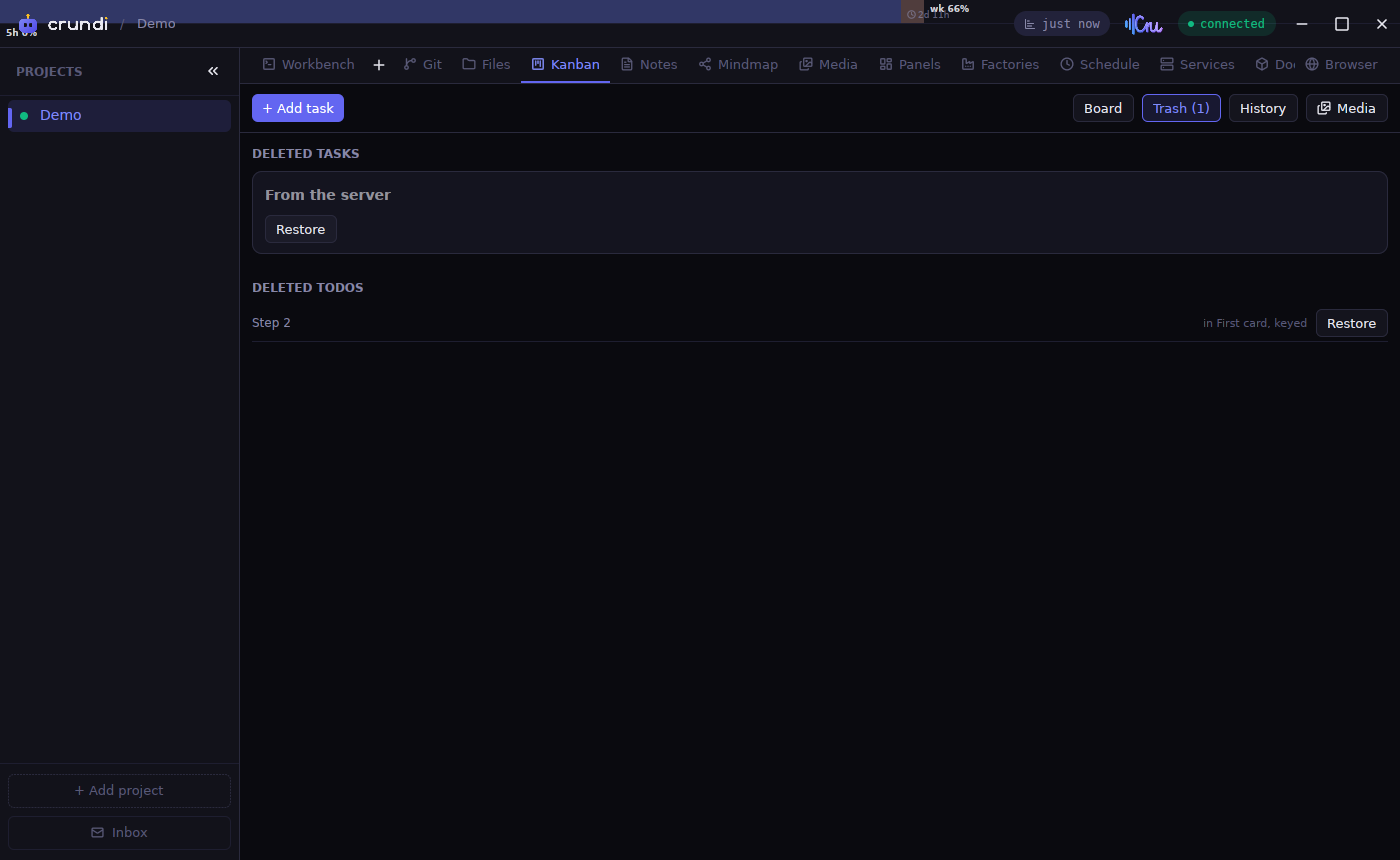 crundi / Demo
5h
2d 11h
wk 66%
just now
Cru
connected
PROJECTS
Demo
+ Add project
Inbox
Workbench + Git Files Kanban Notes Mindmap Media Panels Factories Schedule Services Doc Browser
+ Add task
Board Trash (1) History Media
DELETED TASKS
From the server
Restore
DELETED TODOS
Step 2 in First card, keyed Restore